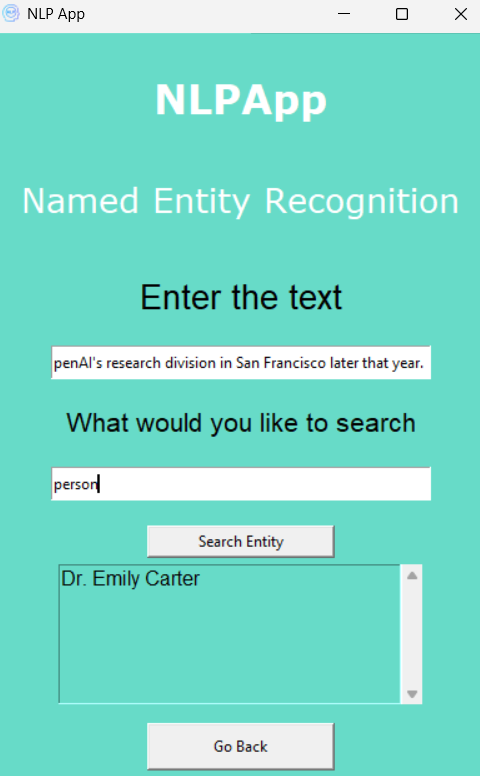 NLP App
NLPApp
Named Entity Recognition
Enter the text
penAI's research division in San Francisco later that year.
What would you like to search
person
Search Entity
Dr. Emily Carter
Go Back